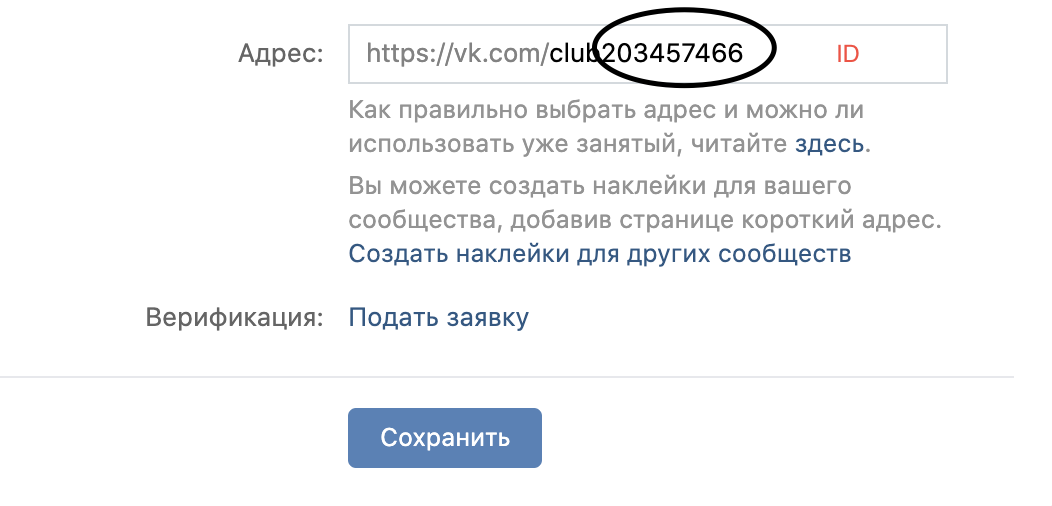 Адрес: https://vk.com/club203457466 ID
Как правильно выбрать адрес и можно ли
использовать уже занятый, читайте здесь.
Вы можете создать наклейки для вашего
сообщества, добавив странице короткий адрес.
Создать наклейки для других сообществ
Верификация: Подать заявку
Сохранить